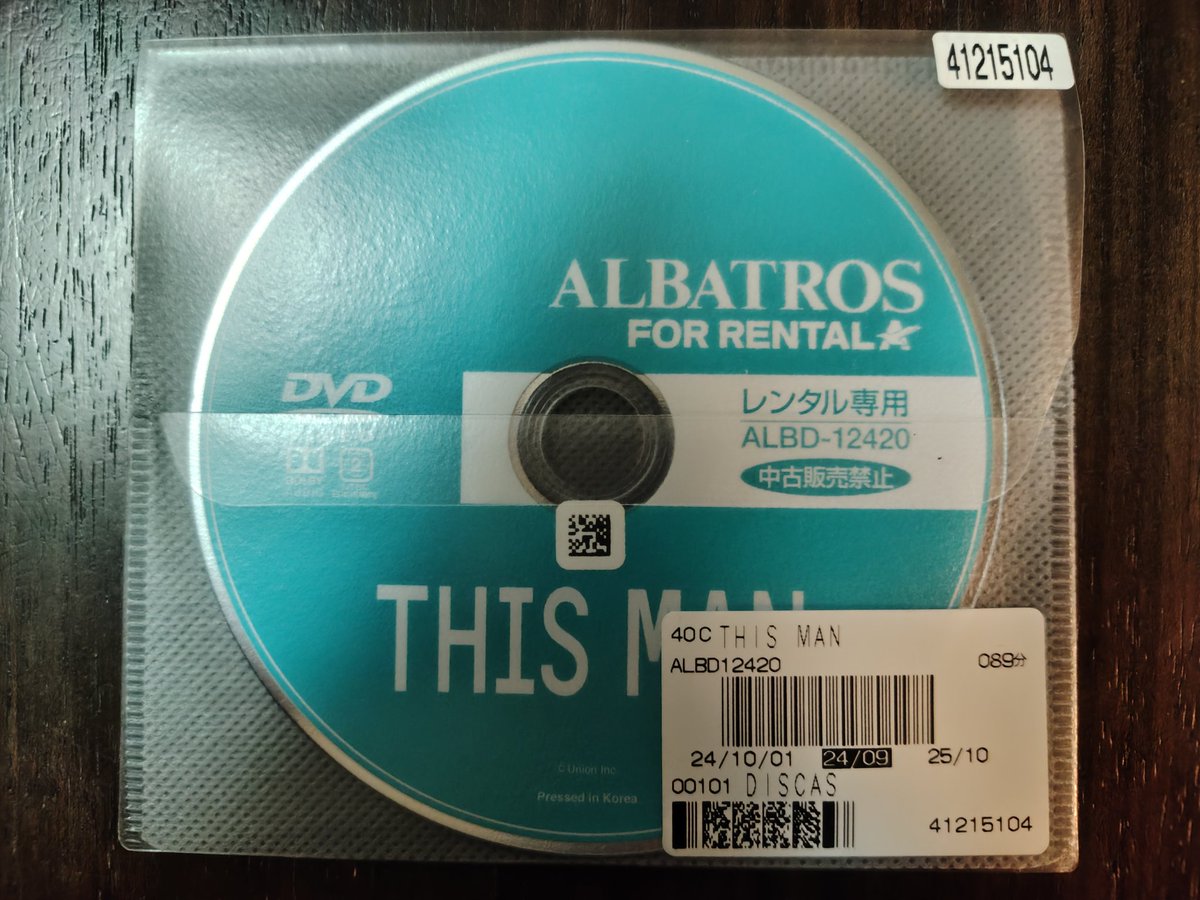 41215104
ALBATROS
FOR RENTAL
DVD
レンタル専用
ALBD-12420
中古販売禁止
2
THIS MAN
40C THIS MAN
ALBD12420
089分
24/10/01 24/09 25/10
00101 DISCAS
41215104
© Union Inc.
Pressed in Korea